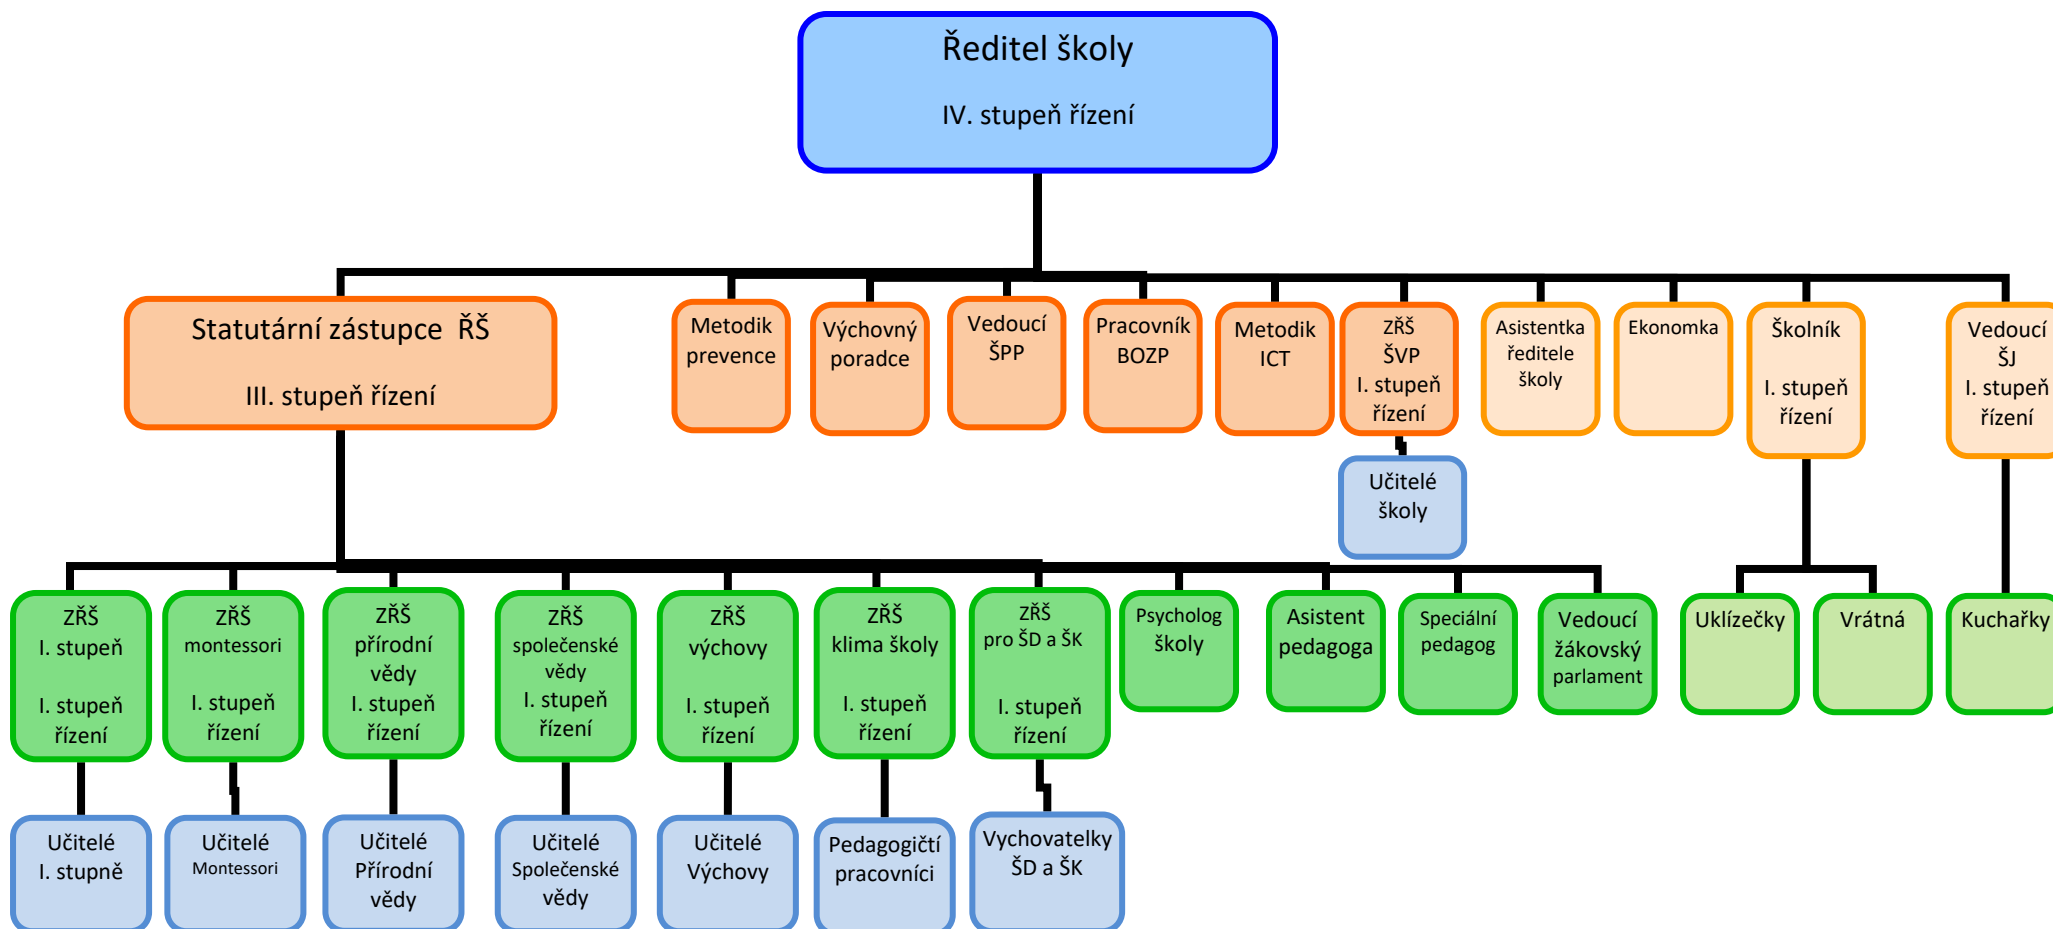 Ředitel školy
IV. stupeň řízení
Statutární zástupce ŘŠ
III. stupeň řízení
Metodik
prevence
Výchovný
poradce
Vedoucí
ŠPP
Pracovník
BOZP
Metodik
ICT
ZŘŠ
ŠVP
I. stupeň
řízení
Asistentka
ředitele
školy
Ekonomka
Školník
I. stupeň
řízení
Vedoucí
ŠJ
I. stupeň
řízení
Učitelé
školy
ZŘŠ
I. stupeň
I. stupeň
řízení
ZŘŠ
montessori
I. stupeň
řízení
ZŘŠ
přírodní
vědy
I. stupeň
řízení
ZŘŠ
společenské
vědy
I. stupeň
řízení
ZŘŠ
výchovy
I. stupeň
řízení
ZŘŠ
klima školy
I. stupeň
řízení
ZŘŠ
pro ŠD a ŠK
I. stupeň
řízení
Psycholog
školy
Asistent
pedagoga
Speciální
pedagog
Vedoucí
žákovský
parlament
Uklízečky
Vrátná
Kuchařky
Učitelé
I. stupně
Učitelé
Montessori
Učitelé
Přírodní
vědy
Učitelé
Společenské
vědy
Učitelé
Výchovy
Pedagogičtí
pracovníci
Vychovatelky
ŠD a ŠK